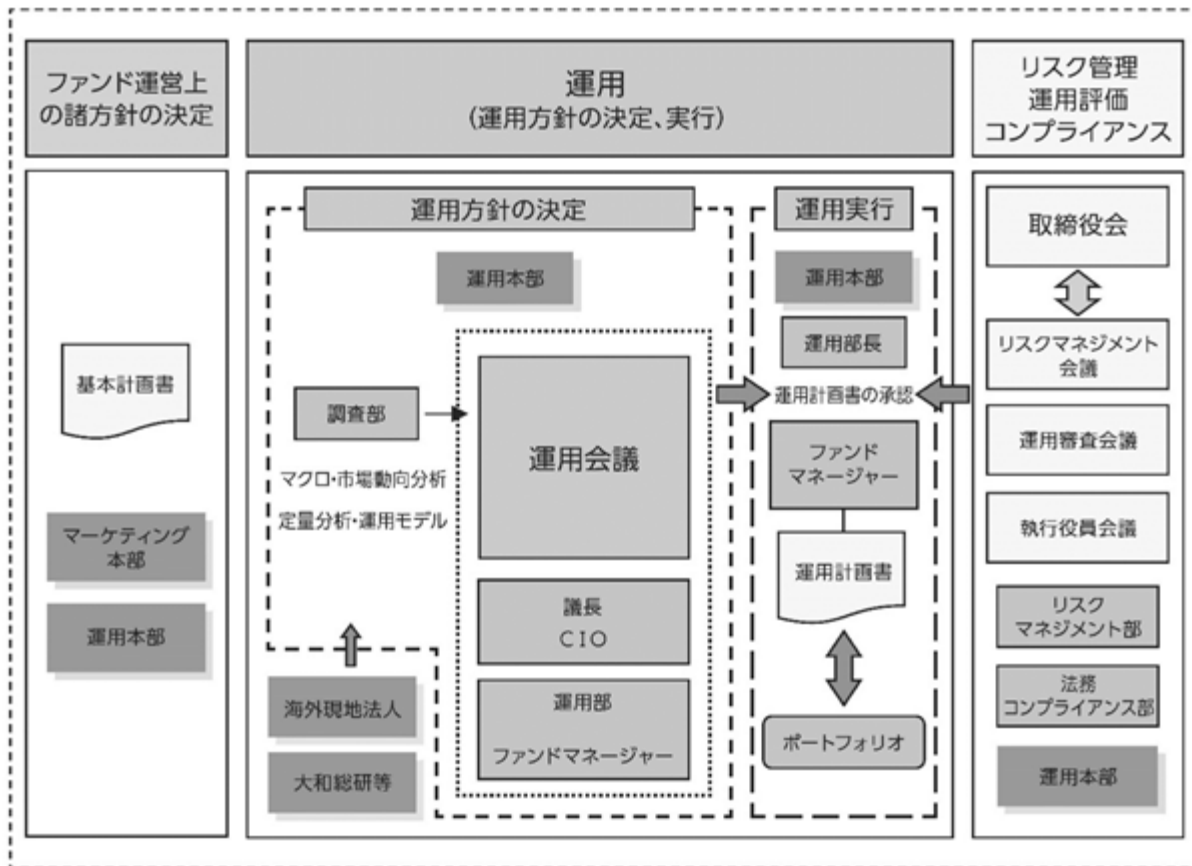 ファンド運営上
の諸方針の決定
基本計画書
マーケティング
本部
運用本部
運用
(運用方針の決定、実行)
運用方針の決定
運用本部
調査部
マクロ・市場動向分析
定量分析・運用モデル
海外現地法人
大和総研等
運用会議
議長
CIO
運用部
ファンドマネージャー
運用実行
運用本部
運用部長
運用計画書の承認
ファンド
マネージャー
運用計画書
ポートフォリオ
リスク管理
運用評価
コンプライアンス
取締役会
リスクマネジメント
会議
運用審査会議
執行役員会議
リスク
マネジメント部
法務
コンプライアンス部
運用本部